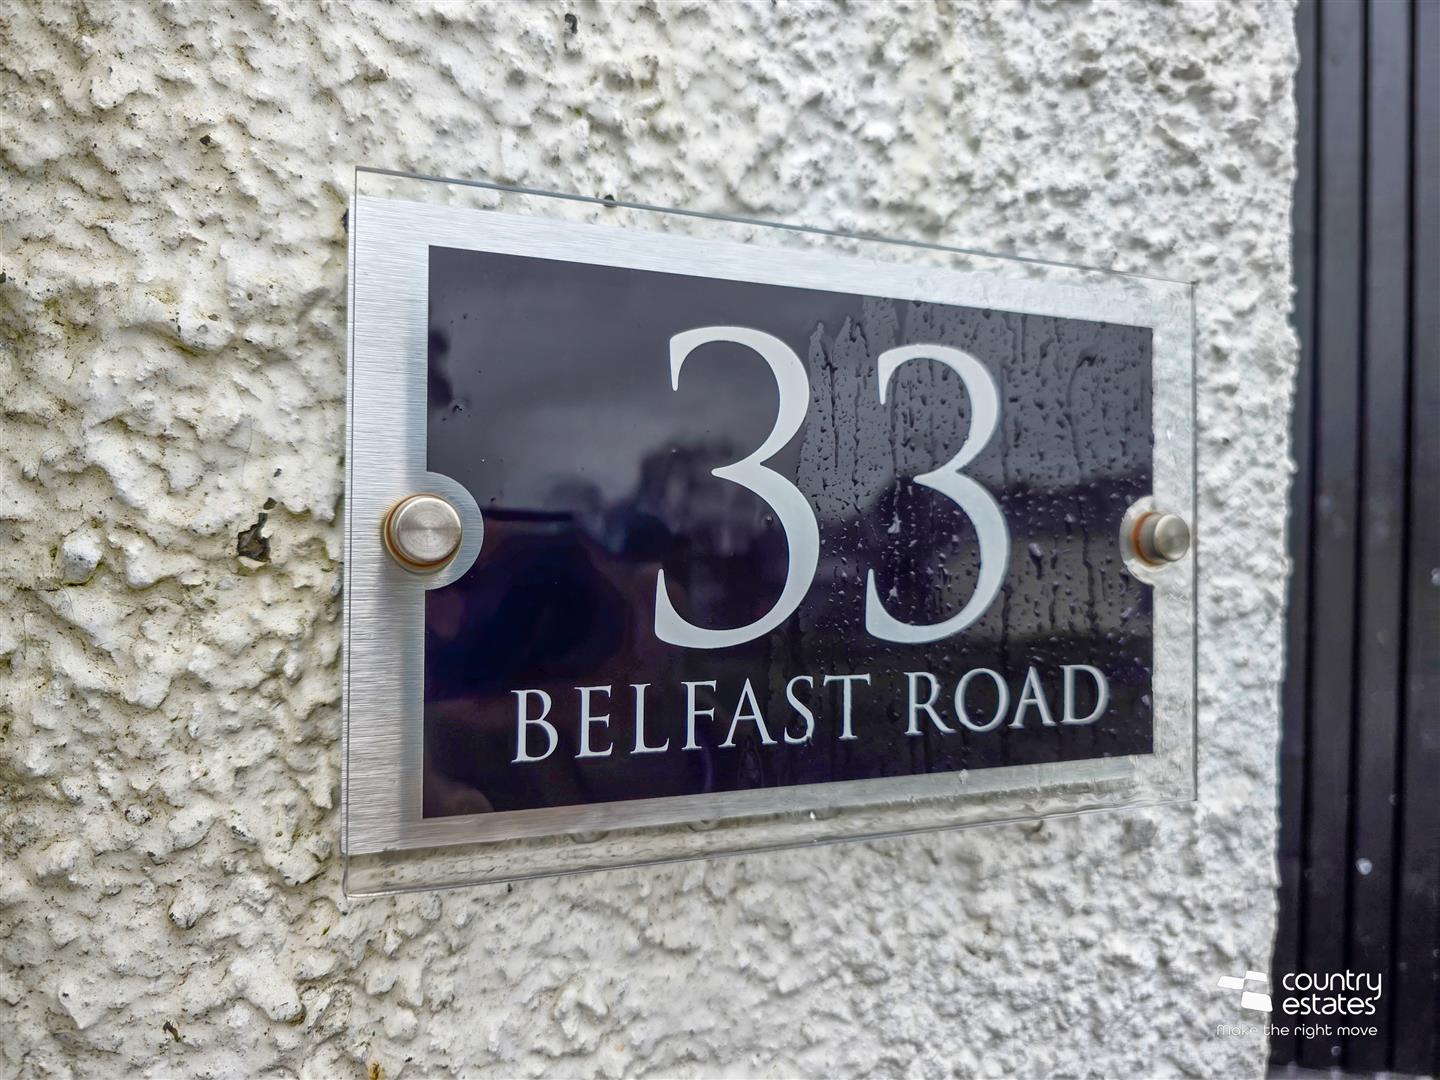 33
BELFAST ROAD
country
estates
make the right move